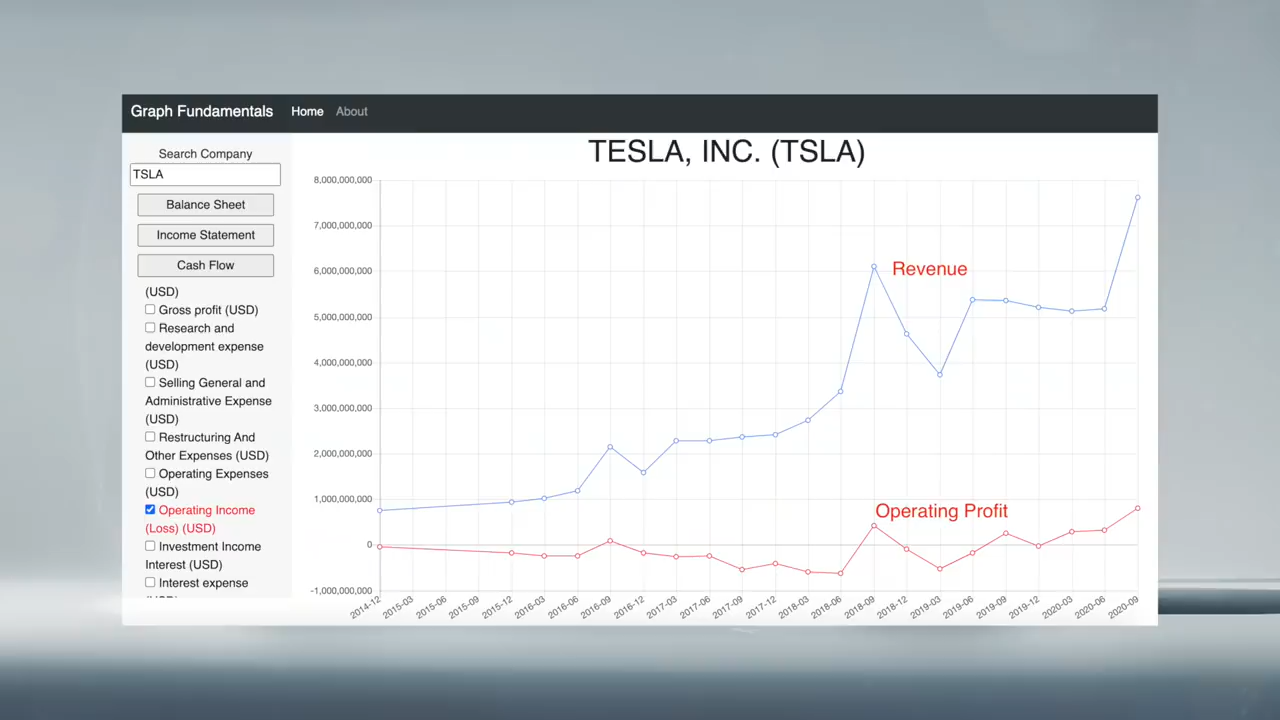 Graph Fundamentals Home About
Search Company
TSLA
Balance Sheet
Income Statement
Cash Flow
(USD)
Gross profit (USD)
Research and
development expense
(USD)
Selling General and
Administrative Expense
(USD)
Restructuring And
Other Expenses (USD)
Operating Expenses
(USD)
Operating Income
(Loss) (USD)
Investment Income
Interest (USD)
Interest expense
TESLA, INC. (TSLA)
8,000,000,000
7,000,000,000
6,000,000,000
5,000,000,000
4,000,000,000
3,000,000,000
2,000,000,000
1,000,000,000
0
-1,000,000,000
Revenue
Operating Profit
2014-12 2015-03 2015-06 2015-09 2015-12 2016-03 2016-06 2016-09 2016-12 2017-03 2017-06 2017-09 2017-12 2018-03 2018-06 2018-09 2018-12 2019-03 2019-06 2019-09 2019-12 2020-03 2020-06 2020-09